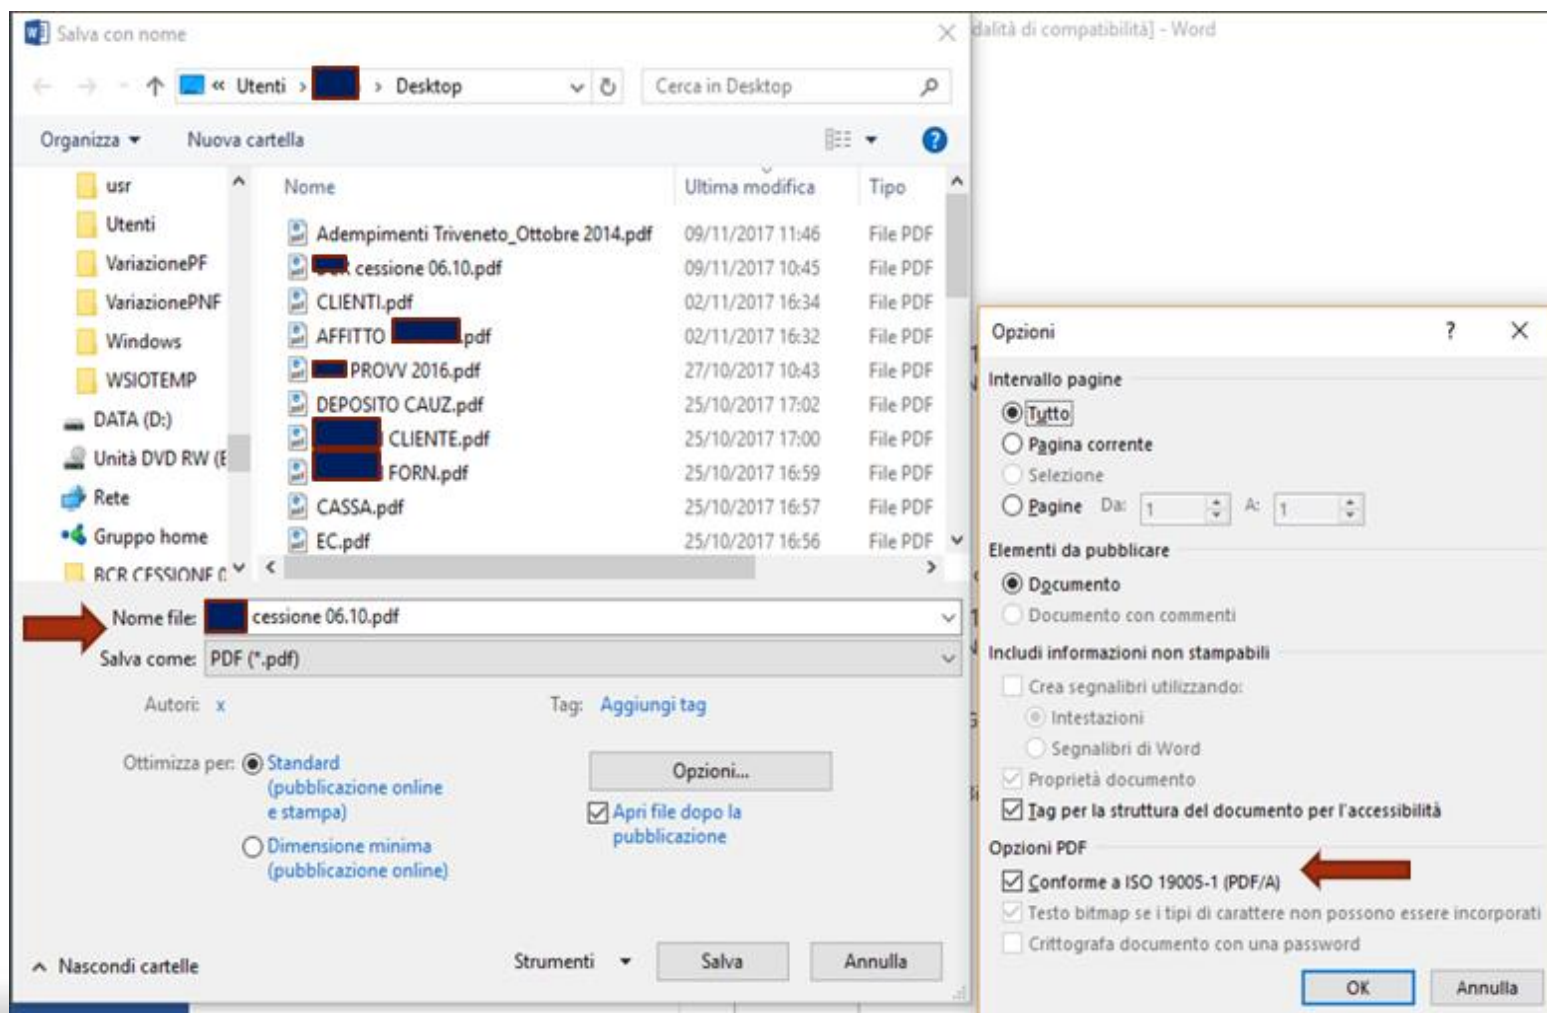 Salva con nome
dalità di compatibilità] - Word
« Utenti › › Desktop
Cerca in Desktop
Organizza
Nuova cartella
usr
Utenti
VariazionePF
VariazionePNF
Windows
WSIOTEMP
DATA (D:)
Unità DVD RW (E
Rete
Gruppo home
BCR CESSIONE 0
Nome Ultima modifica Tipo
Adempimenti Triveneto_Ottobre 2014.pdf 09/11/2017 11:46 File PDF
cessione 06.10.pdf 09/11/2017 10:45 File PDF
CLIENTI.pdf 02/11/2017 16:34 File PDF
AFFITTO .pdf 02/11/2017 16:32 File PDF
PROVV 2016.pdf 27/10/2017 10:43 File PDF
DEPOSITO CAUZ.pdf 25/10/2017 17:02 File PDF
CLIENTE.pdf 25/10/2017 17:00 File PDF
FORN.pdf 25/10/2017 16:59 File PDF
CASSA.pdf 25/10/2017 16:57 File PDF
EC.pdf 25/10/2017 16:56 File PDF
Nome file: cessione 06.10.pdf
Salva come: PDF (*.pdf)
Autori: x
Tag: Aggiungi tag
Ottimizza per: Standard
(pubblicazione online
e stampa)
Dimensione minima
(pubblicazione online)
Opzioni...
Apri file dopo la
pubblicazione
Nascondi cartelle
Strumenti
Salva
Annulla
Opzioni
?
Intervallo pagine
Tutto
Pagina corrente
Selezione
Pagine Da: 1 A: 1
Elementi da pubblicare
Documento
Documento con commenti
Includi informazioni non stampabili
Crea segnalibri utilizzando:
Intestazioni
Segnalibri di Word
Proprietà documento
Tag per la struttura del documento per l'accessibilità
Opzioni PDF
Conforme a ISO 19005-1 (PDF/A)
Testo bitmap se i tipi di carattere non possono essere incorporati
Crittografa documento con una password
OK
Annulla